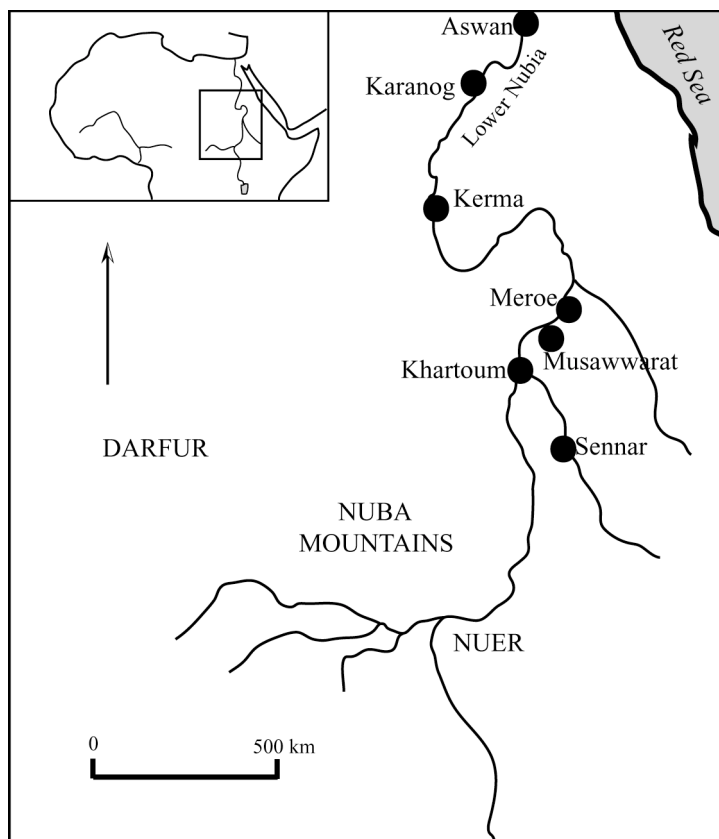 Aswan
Red Sea
Karanog
Lower Nubia
Kerma
Meroe
Musawwarat
Khartoum
DARFUR
Sennar
NUBA
MOUNTAINS
NUER
0 500 km